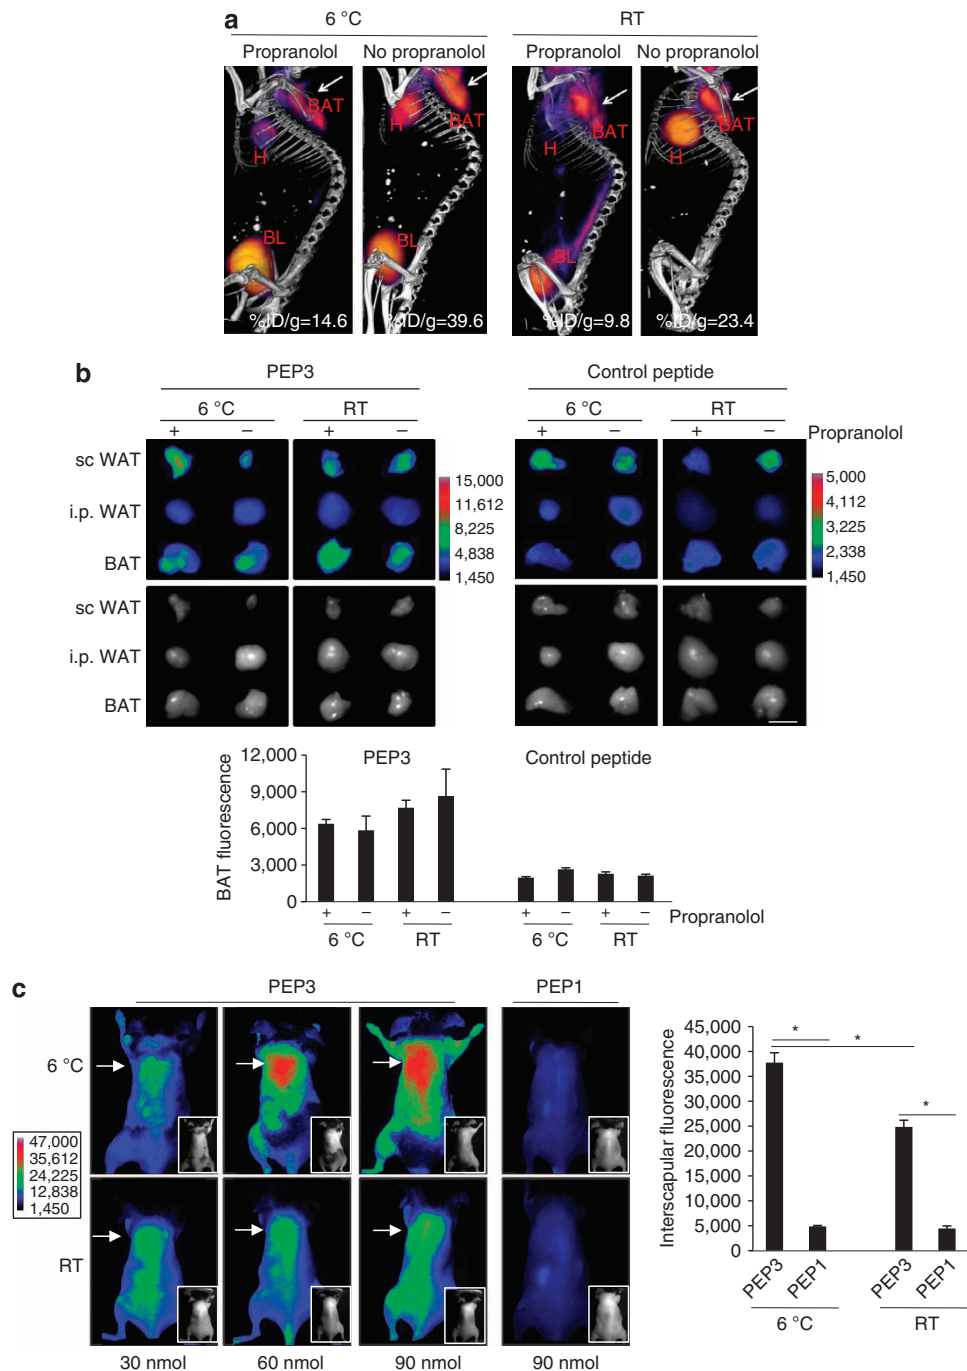 a
6 °C
RT
Propranolol
No propranolol
Propranolol
No propranolol
BAT
H
BL
%ID/g=14.6
H
BAT
BL
%ID/g=39.6
BAT
H
BL
%ID/g=9.8
BAT
H
%ID/g=23.4
b
PEP3
Control peptide
6 °C
RT
6 °C
RT
+
–
+
–
+
–
+
–
Propranolol
sc WAT
i.p. WAT
BAT
15,000
11,612
8,225
4,838
1,450
5,000
4,112
3,225
2,338
1,450
sc WAT
i.p. WAT
BAT
BAT fluorescence
12,000
9,000
6,000
3,000
0
PEP3
Control peptide
+
–
+
–
+
–
+
–
Propranolol
6 °C
RT
6 °C
RT
c
PEP3
PEP1
6 °C
RT
47,000
35,612
24,225
12,838
1,450
30 nmol
60 nmol
90 nmol
90 nmol
Interscapular fluorescence
45,000
40,000
35,000
30,000
25,000
20,000
15,000
10,000
5,000
0
*
*
*
PEP3
PEP1
PEP3
PEP1
6 °C
RT